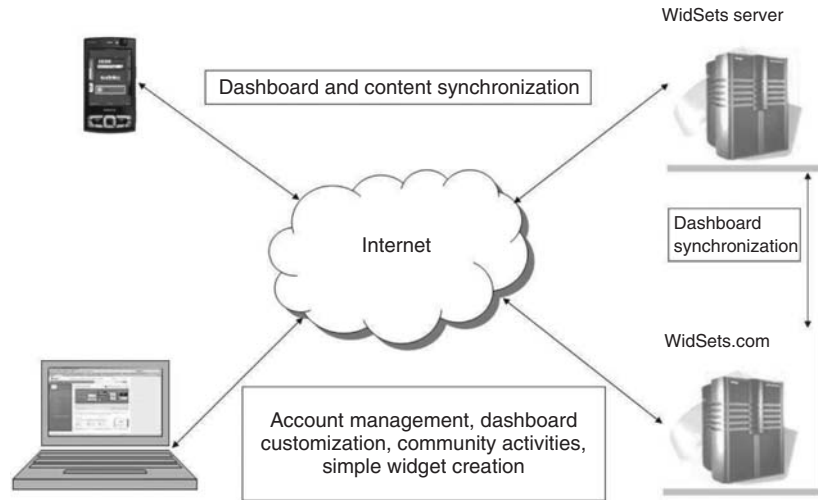 WidSets server
Dashboard and content synchronization
Internet
Dashboard
synchronization
WidSets.com
Account management, dashboard
customization, community activities,
simple widget creation